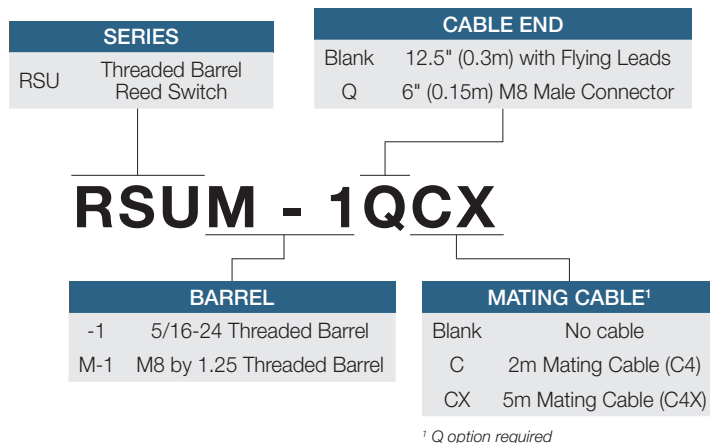 SERIES
RSU Threaded Barrel
Reed Switch
CABLE END
Blank 12.5" (0.3m) with Flying Leads
Q 6" (0.15m) M8 Male Connector
RSUM - 1QCX
BARREL
-1 5/16-24 Threaded Barrel
M-1 M8 by 1.25 Threaded Barrel
MATING CABLE¹
Blank No cable
C 2m Mating Cable (C4)
CX 5m Mating Cable (C4X)
¹ Q option required